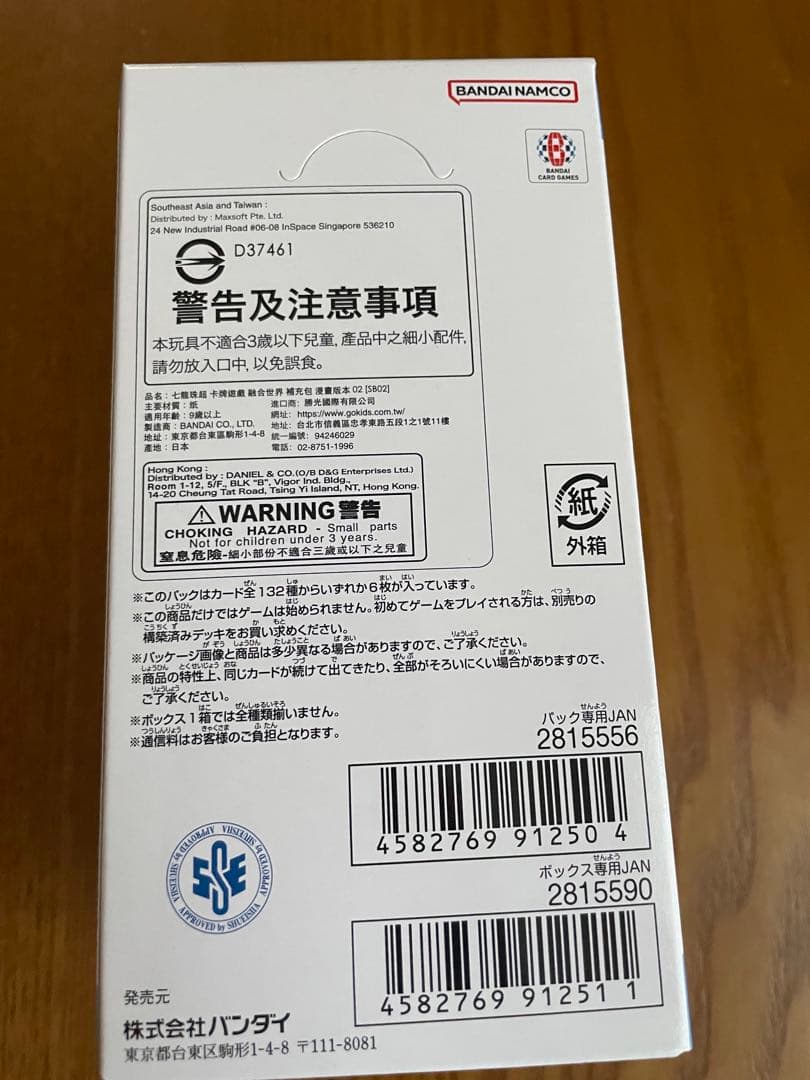 BANDAI NAMCO
BANDAI
CARD GAMES
Southeast Asia and Taiwan :
Distributed by : Maxsoft Pte. Ltd.
24 New Industrial Road #06-08 InSpace Singapore 536210
D37461
警告及注意事項
本玩具不適合3歲以下兒童, 產品中之細小配件,
請勿放入口中, 以免誤食。
品名：七龍珠超 卡牌遊戲 融合世界 補充包 漫畫版本 02 [SB02]
主要材質：紙 進口商：勝光國際有限公司
適用年齡：9歲以上 網址：https://www.gokids.com.tw/
製造商：BANDAI CO., LTD. 地址：台北市信義區忠孝東路五段1之1號11樓
地址：東京都台東區駒形1-4-8 統一編號：94246029
產地：日本 電話：02-8751-1996
Hong Kong :
Distributed by : DANIEL & CO.(O/B D&G Enterprises Ltd.)
Room 1-12, 5/F., BLK "B", Vigor Ind. Bldg.,
14-20 Cheung Tat Road, Tsing Yi Island, NT, Hong Kong.
WARNING 警告
CHOKING HAZARD - Small parts
Not for children under 3 years.
窒息危險-細小部份不適合三歲或以下之兒童
紙
外箱
※このパックはカード全132種からいずれか6枚が入っています。
※この商品だけではゲームは始められません。初めてゲームをプレイされる方は、別売りの
構築済みデッキをお買い求めください。
※パッケージ画像と商品は多少異なる場合がありますので、ご了承ください。
※商品の特性上、同じカードが続けて出てきたり、全部がそろいにくい場合がありますので、
ご了承ください。
※ボックス1箱では全種類揃いません。
※通信料はお客様のご負担となります。
パック専用JAN
2815556
4582769 91250 4
ボックス専用JAN
2815590
4582769 91251 1
APPROVED by SHUEISHA
APPROVED by SHUEISHA
APPROVED by SHUEISHA
発売元
株式会社バンダイ
東京都台東区駒形1-4-8 〒111-8081